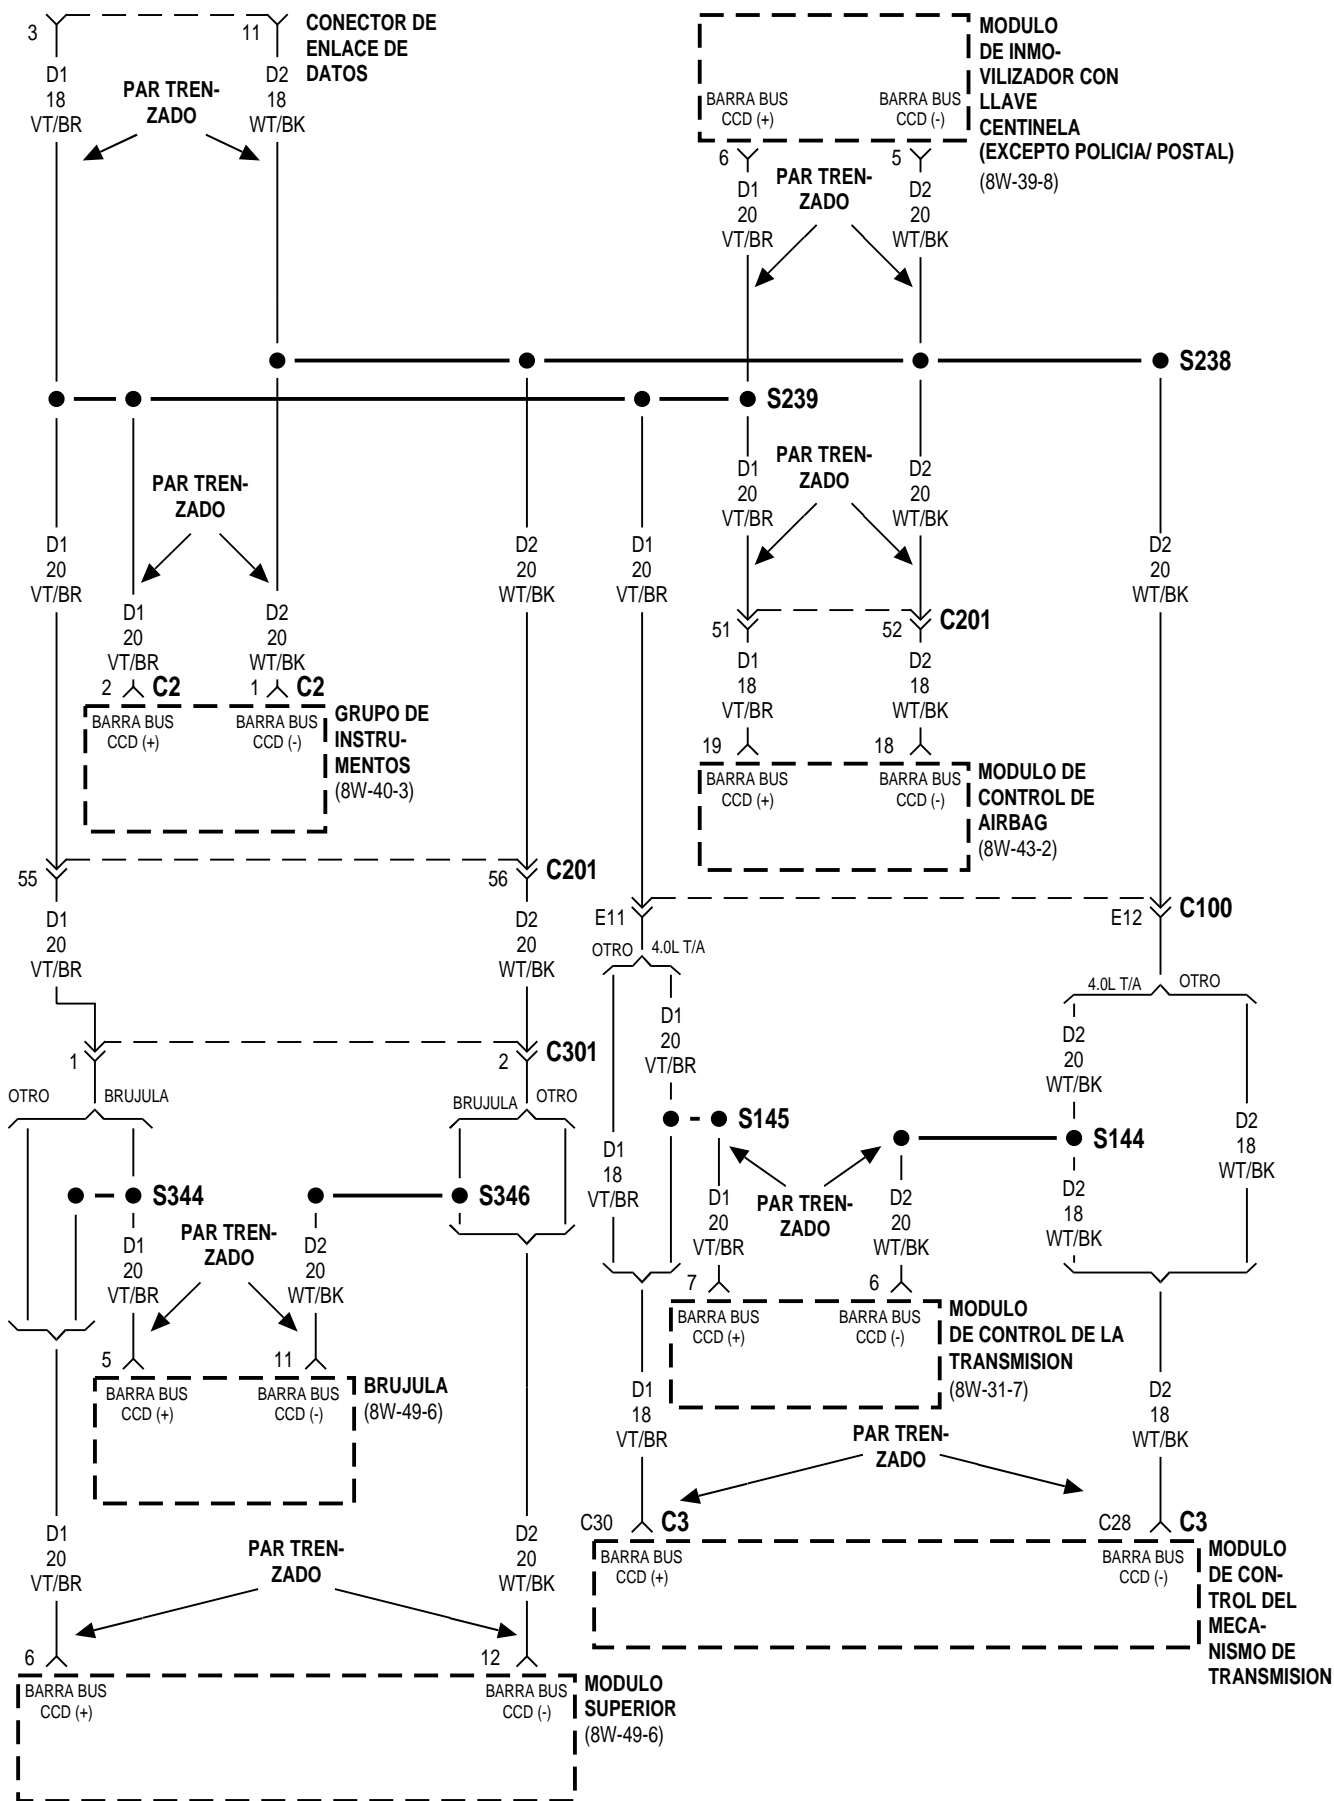 3
11
CONECTOR DE
ENLACE DE
DATOS
D1
18
VT/BR
D2
18
WT/BK
PAR TREN-
ZADO
MODULO
DE INMO-
VILIZADOR CON
LLAVE
CENTINELA
(EXCEPTO POLICIA/ POSTAL)
(8W-39-8)
BARRA BUS
CCD (+)
BARRA BUS
CCD (-)
6
5
D1
20
VT/BR
D2
20
WT/BK
PAR TREN-
ZADO
S238
S239
D1
20
VT/BR
PAR TREN-
ZADO
D1
20
VT/BR
D2
20
WT/BK
2
C2
1
C2
BARRA BUS
CCD (+)
BARRA BUS
CCD (-)
GRUPO DE
INSTRU-
MENTOS
(8W-40-3)
D2
20
WT/BK
D1
20
VT/BR
D1
20
VT/BR
PAR TREN-
ZADO
D2
20
WT/BK
D2
20
WT/BK
51
52
C201
D1
18
VT/BR
D2
18
WT/BK
19
18
BARRA BUS
CCD (+)
BARRA BUS
CCD (-)
MODULO DE
CONTROL DE
AIRBAG
(8W-43-2)
55
56
C201
D1
20
VT/BR
D2
20
WT/BK
1
2
C301
OTRO
BRUJULA
BRUJULA
OTRO
S344
S346
D1
20
VT/BR
PAR TREN-
ZADO
D2
20
WT/BK
5
11
BARRA BUS
CCD (+)
BARRA BUS
CCD (-)
BRUJULA
(8W-49-6)
D1
20
VT/BR
PAR TREN-
ZADO
D2
20
WT/BK
6
12
BARRA BUS
CCD (+)
BARRA BUS
CCD (-)
MODULO
SUPERIOR
(8W-49-6)
E11
E12
C100
OTRO
4.0L T/A
4.0L T/A
OTRO
D1
20
VT/BR
D2
20
WT/BK
S145
S144
D1
18
VT/BR
D1
20
VT/BR
PAR TREN-
ZADO
D2
20
WT/BK
D2
18
WT/BK
D2
18
WT/BK
7
6
BARRA BUS
CCD (+)
BARRA BUS
CCD (-)
MODULO
DE CONTROL DE LA
TRANSMISION
(8W-31-7)
D1
18
VT/BR
PAR TREN-
ZADO
D2
18
WT/BK
C30
C3
C28
C3
BARRA BUS
CCD (+)
BARRA BUS
CCD (-)
MODULO
DE CON-
TROL DEL
MECA-
NISMO DE
TRANSMISION